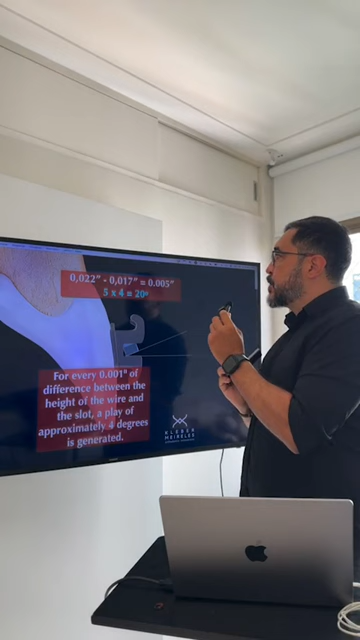 0,022" - 0,017" = 0.005"
5 x 4 = 20º
For every 0.001" of
difference between the
height of the wire and
the slot, a play of
approximately 4 degrees
is generated.
KLEBER
MEIRELES